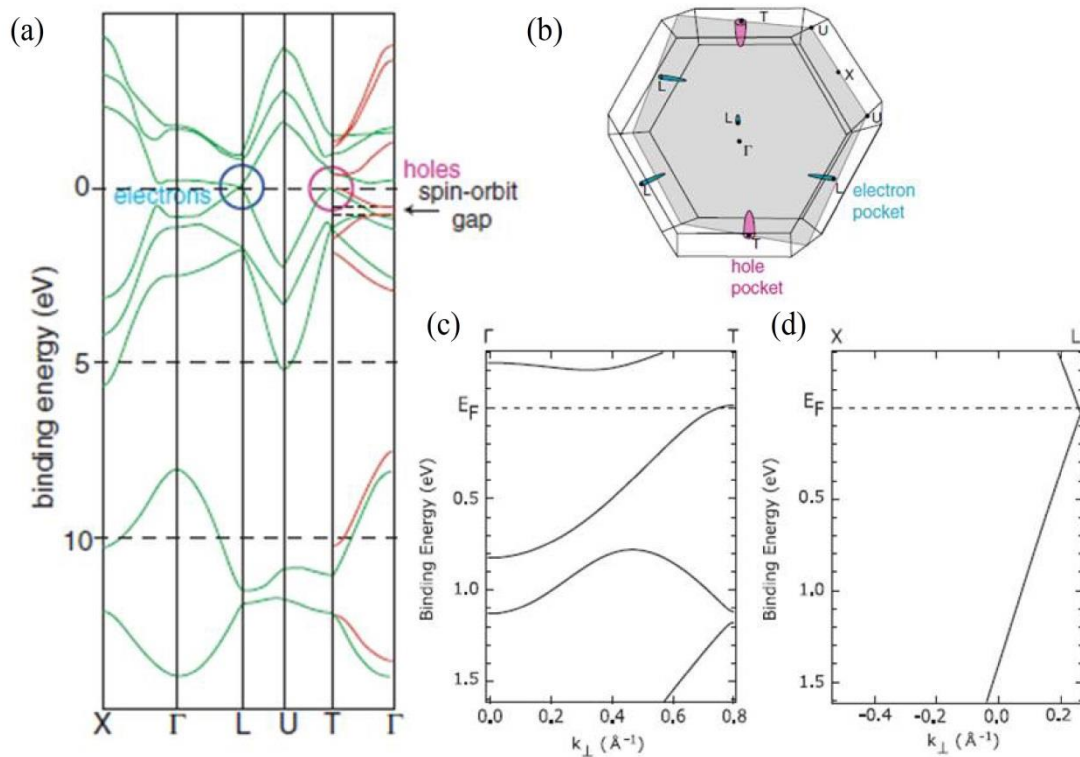 (a)
binding energy (eV)
0
5
10
electrons
holes
spin-orbit
gap
X Γ L U T Γ
(b)
T
U
X
U
L
L
Γ
L
L
T
electron
pocket
hole
pocket
(c)
Γ T
E_F
0.5
1.0
1.5
Binding Energy (eV)
0.0 0.2 0.4 0.6 0.8
k⊥ (Å⁻¹)
(d)
X L
E_F
0.5
1.0
1.5
Binding Energy (eV)
-0.4 -0.2 0.0 0.2
k⊥ (Å⁻¹)